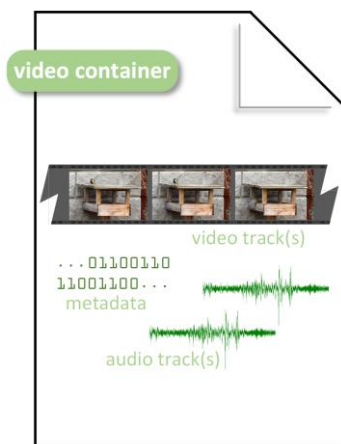 video container
video track(s)
...01100110
11001100...
metadata
audio track(s)